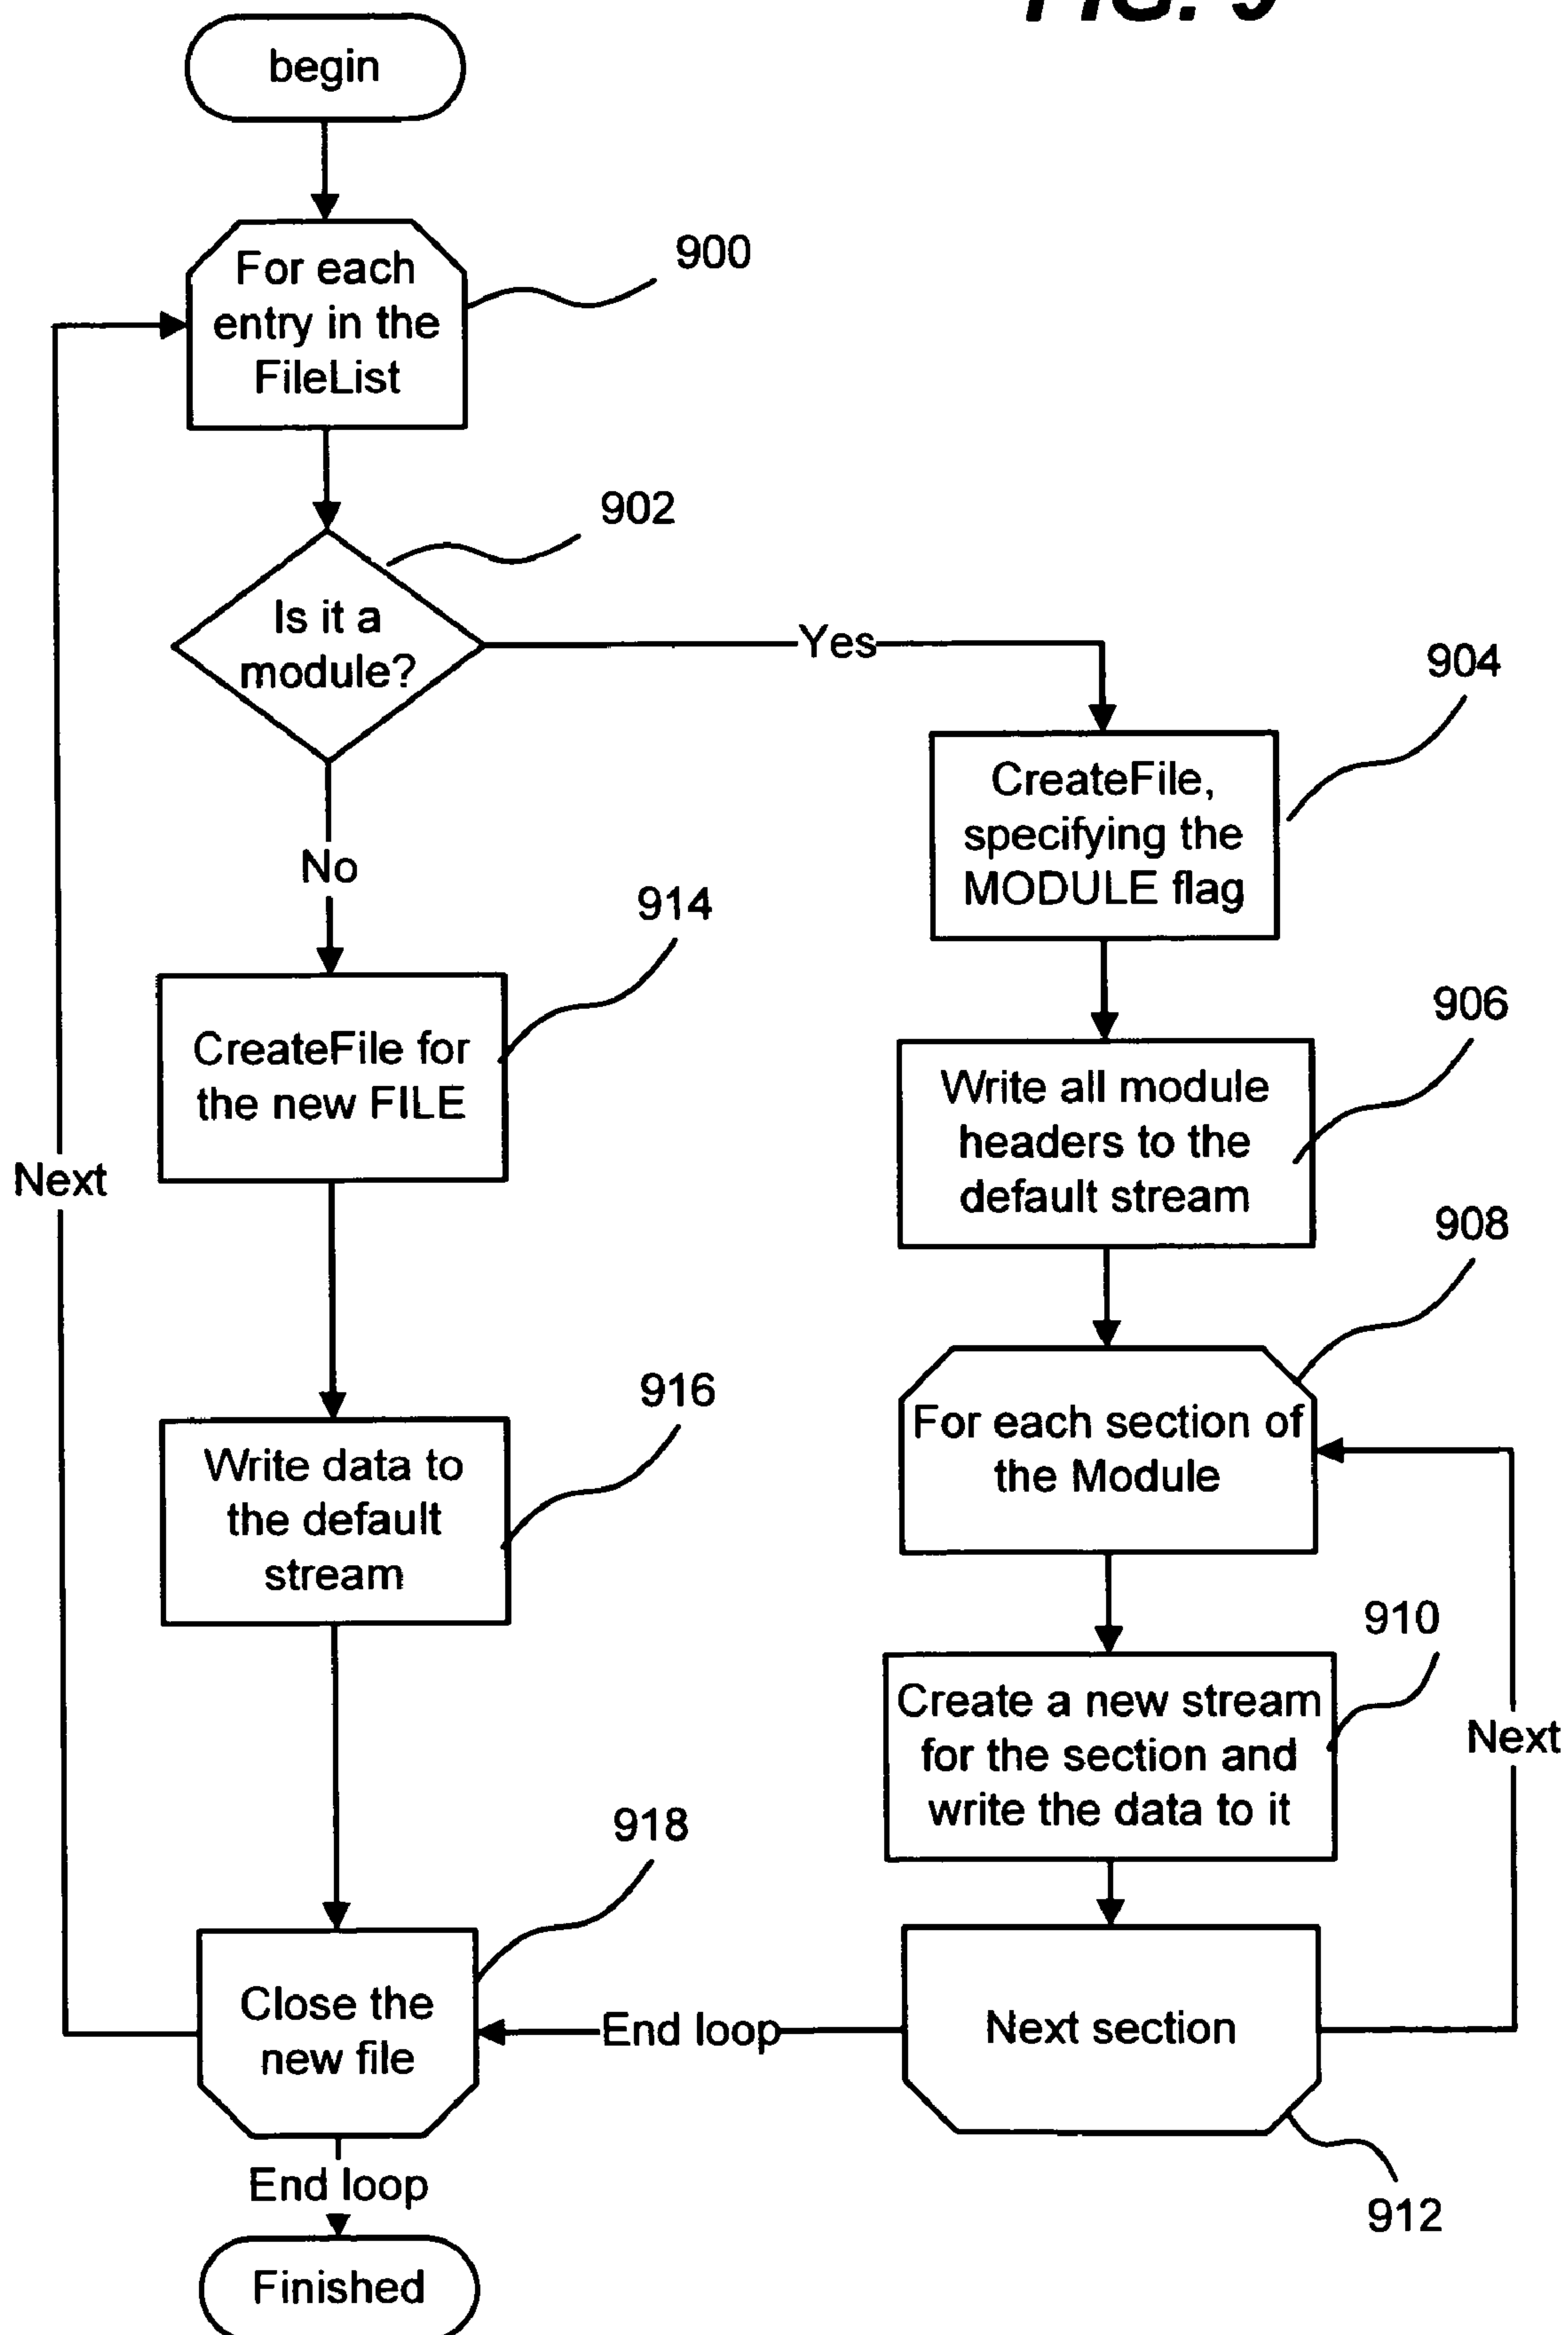 FIG. 9
begin
For each
entry in the
FileList
900
902
Is it a
module?
Yes
904
CreateFile,
specifying the
MODULE flag
No
914
CreateFile for
the new FILE
906
Write all module
headers to the
default stream
Next
908
For each section of
the Module
916
Write data to
the default
stream
910
Create a new stream
for the section and
write the data to it
Next
918
Close the
new file
End loop
Next section
912
End loop
Finished